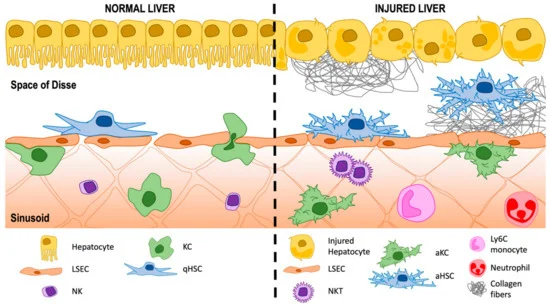 NORMAL LIVER
INJURED LIVER
Space of Disse
Sinusoid
Hepatocyte
KC
LSEC
qHSC
NK
Injured
Hepatocyte
LSEC
NKT
aKC
aHSC
Ly6C
monocyte
Neutrophil
Collagen
fibers